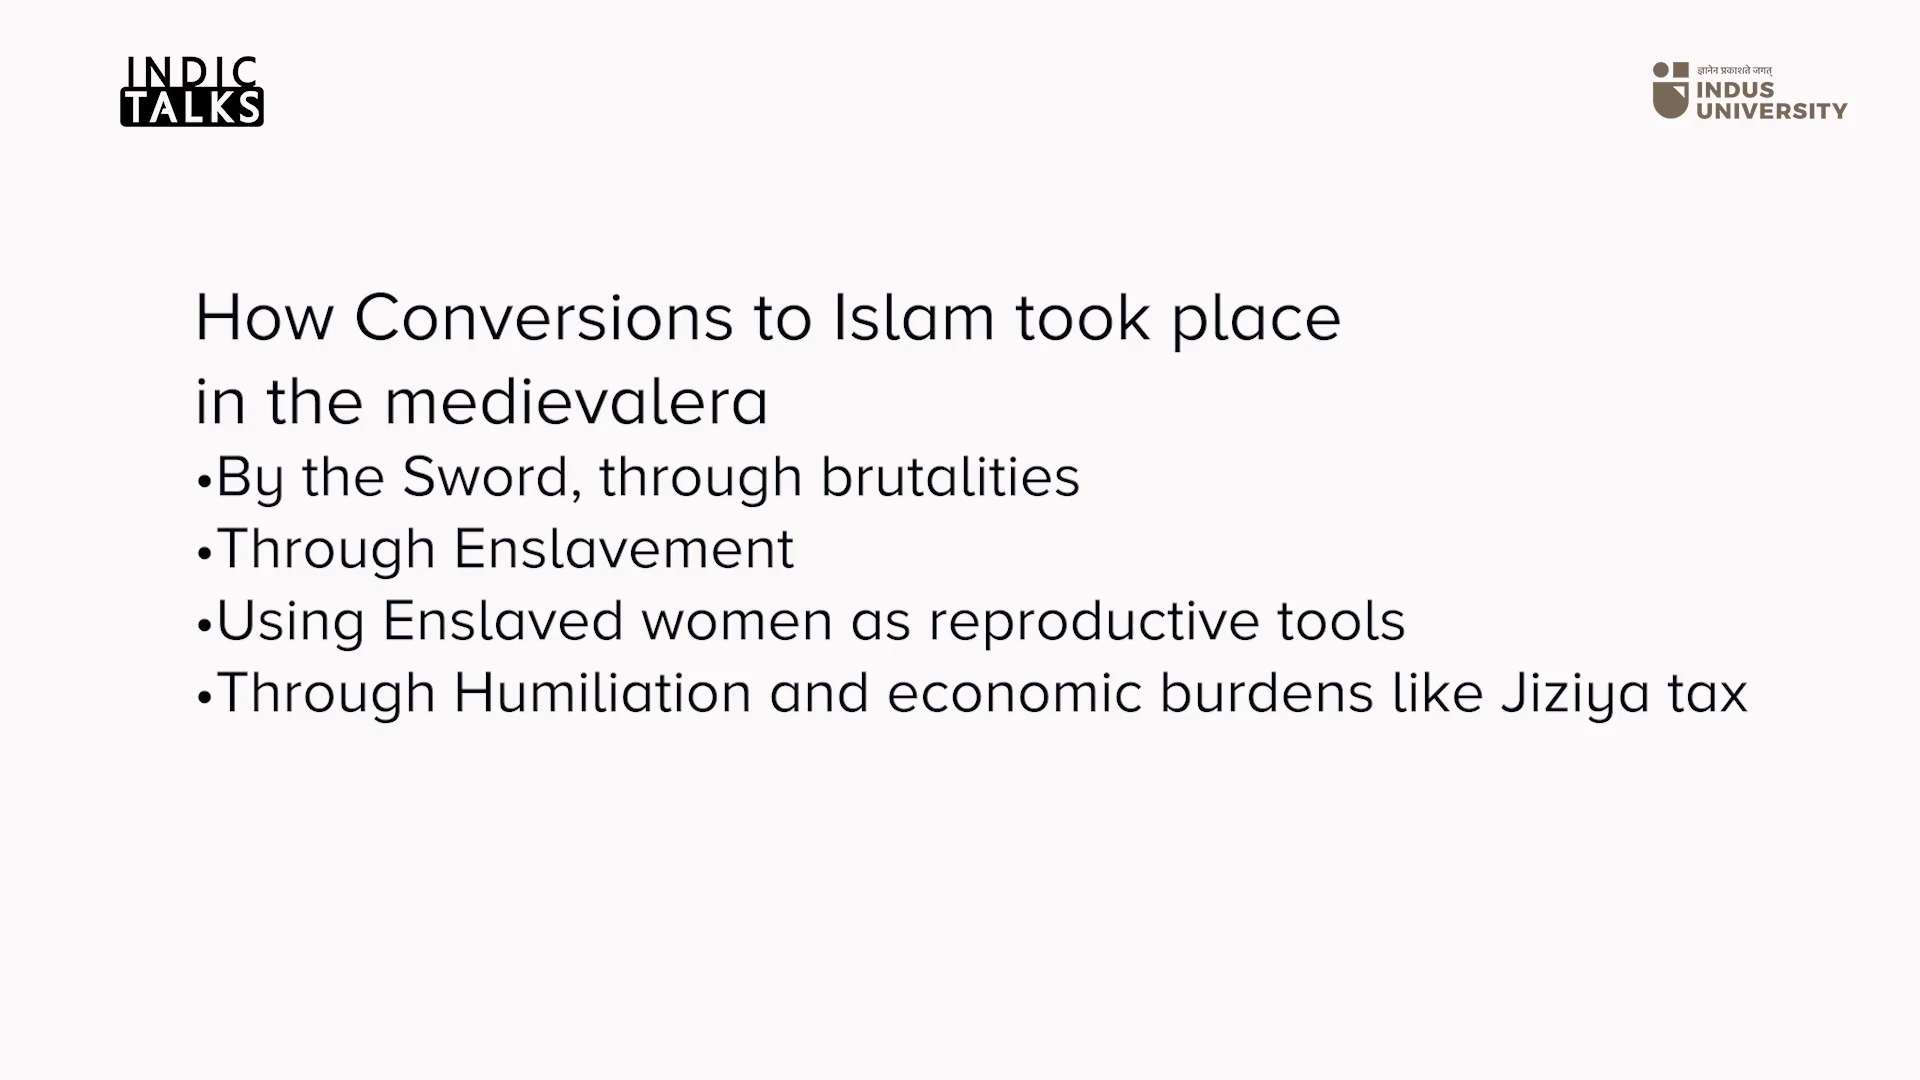 INDIC
TALKS
ज्ञानेन प्रकाशते जगत्
INDUS
UNIVERSITY
How Conversions to Islam took place
in the medievalera
•By the Sword, through brutalities
•Through Enslavement
•Using Enslaved women as reproductive tools
•Through Humiliation and economic burdens like Jiziya tax